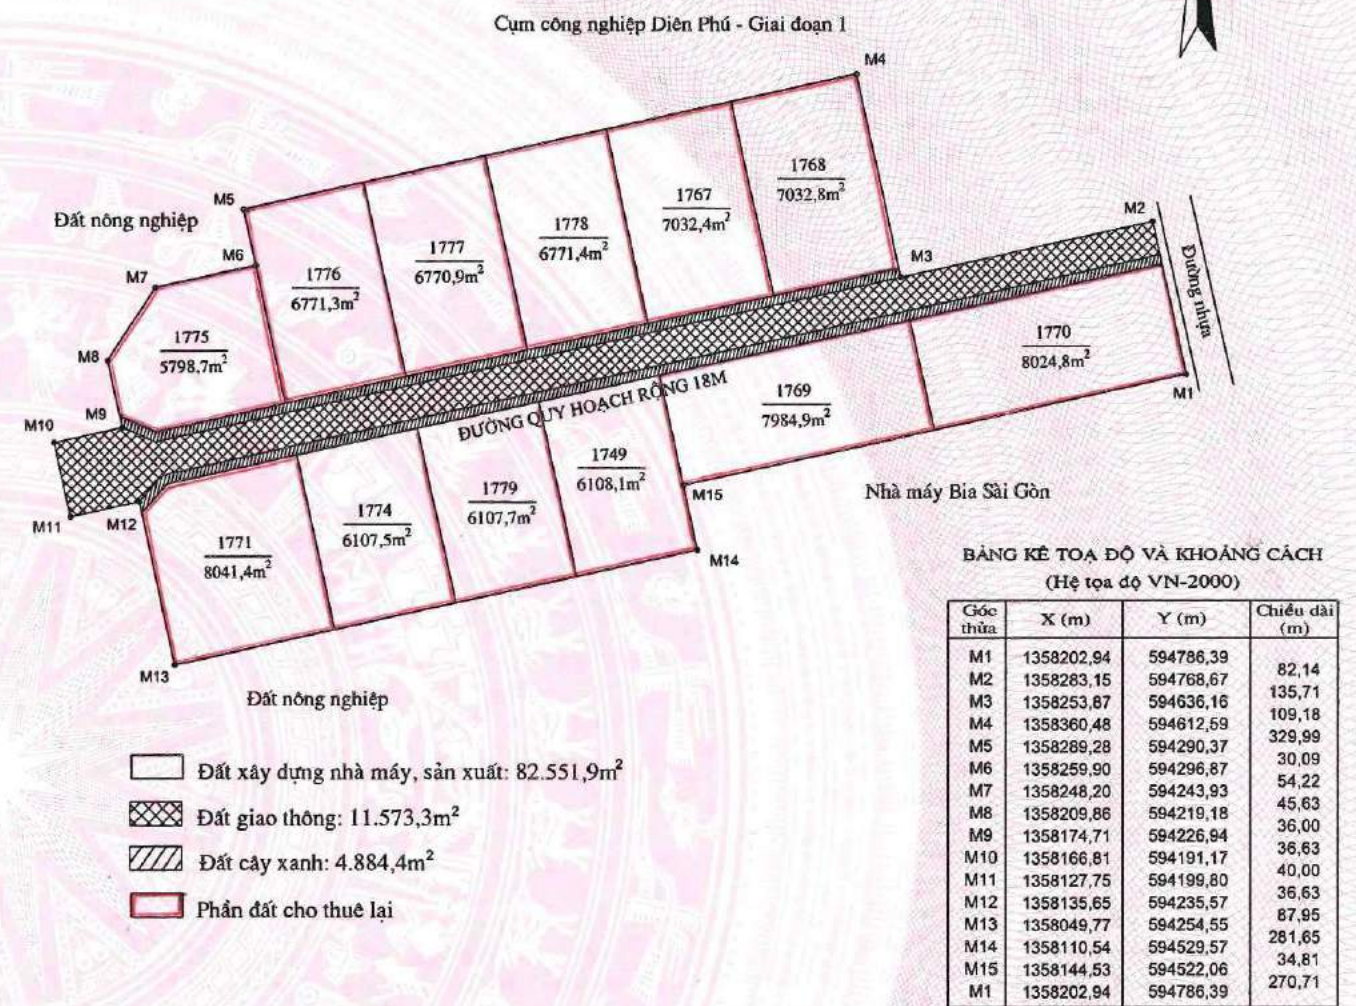 Cụm công nghiệp Diên Phú - Giai đoạn 1
M4
1768
7032,8m²
M5
1767
7032,4m²
M2
Đất nông nghiệp
1778
6771,4m²
M6
1777
6770,9m²
M3
Đường nhựa
M7
1776
6771,3m²
1775
5798,7m²
M8
1770
8024,8m²
M1
M9
M10
ĐƯỜNG QUY HOẠCH RỘNG 18M
1769
7984,9m²
1749
6108,1m²
M15
Nhà máy Bia Sài Gòn
1779
6107,7m²
M11
M12
1774
6107,5m²
1771
8041,4m²
M14
M13
Đất nông nghiệp
Đất xây dựng nhà máy, sản xuất: 82.551,9m²
Đất giao thông: 11.573,3m²
Đất cây xanh: 4.884,4m²
Phần đất cho thuê lại
BẢNG KÊ TOẠ ĐỘ VÀ KHOẢNG CÁCH
(Hệ tọa độ VN-2000)
Góc thửa X (m) Y (m) Chiều dài (m)
M1 1358202,94 594786,39
82,14
M2 1358283,15 594768,67
135,71
M3 1358253,87 594636,16
109,18
M4 1358360,48 594612,59
329,99
M5 1358289,28 594290,37
30,09
M6 1358259,90 594296,87
54,22
M7 1358248,20 594243,93
45,63
M8 1358209,86 594219,18
36,00
M9 1358174,71 594226,94
36,63
M10 1358166,81 594191,17
40,00
M11 1358127,75 594199,80
36,63
M12 1358135,65 594235,57
87,95
M13 1358049,77 594254,55
281,65
M14 1358110,54 594529,57
34,81
M15 1358144,53 594522,06
270,71
M1 1358202,94 594786,39